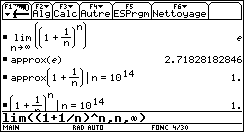 F1 F2 Alg F3 Calc F4 Autre F5 ESPrgm F6 Nettoyage
▪ lim n→∞ ((1 + 1/n)^n) e
▪ approx(e) 2.71828182846
▪ approx(1 + 1/n) | n = 10^14 1.
▪ (1 + 1/n)^n | n = 10^14 1.
lim((1+1/n)^n,n,∞)
MAIN RAD AUTO FONC 4/30